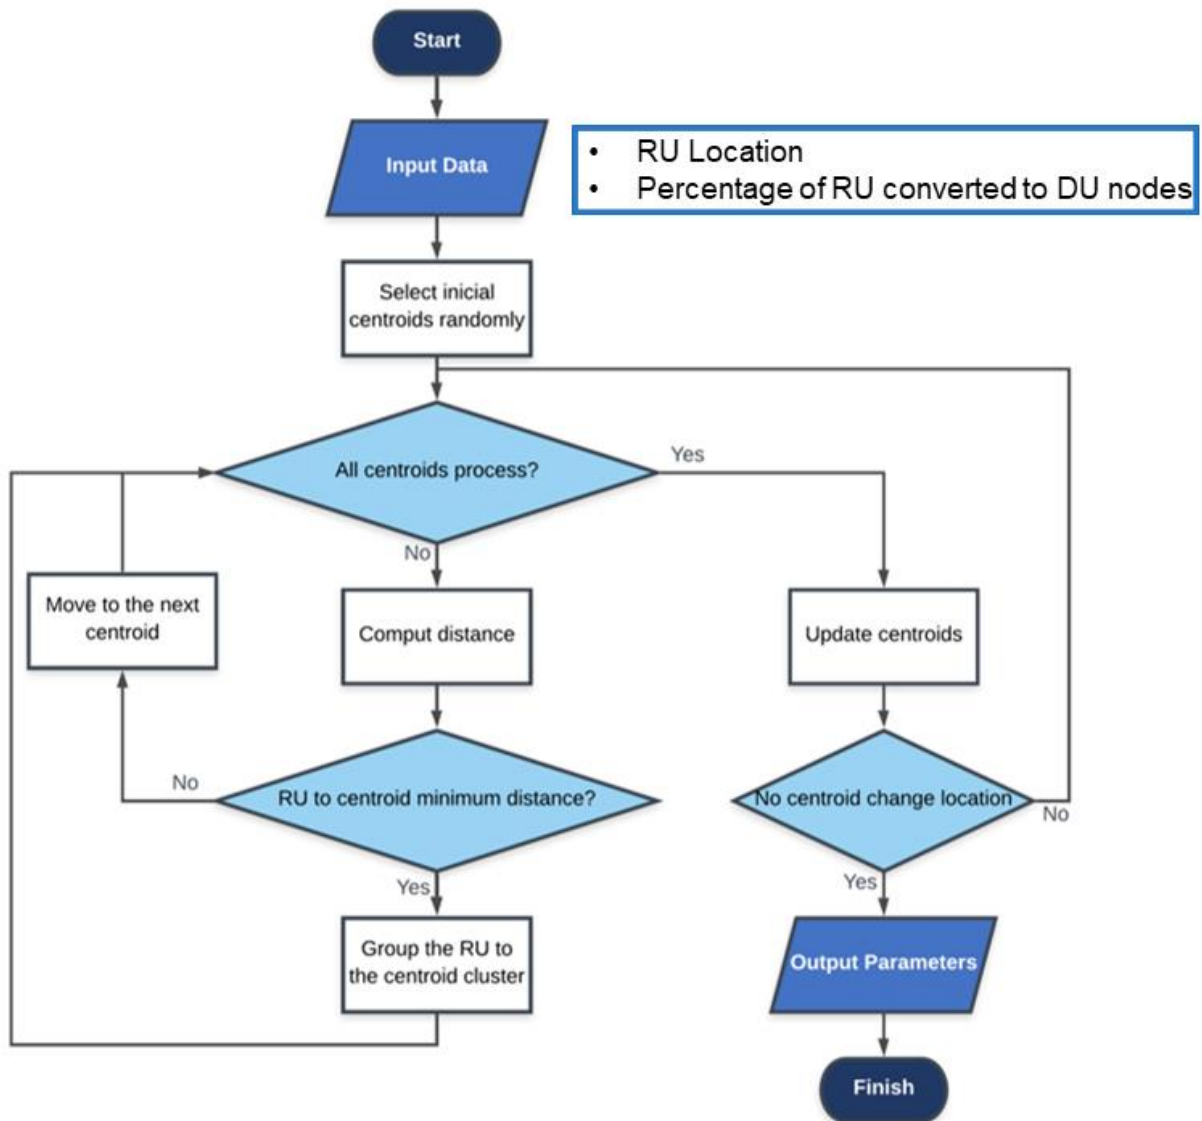 Start
Input Data
• RU Location
• Percentage of RU converted to DU nodes
Select inicial
centroids randomly
All centroids process?
Yes
No
Move to the next
centroid
Comput distance
Update centroids
No
RU to centroid minimum distance?
No centroid change location
No
Yes
Yes
Group the RU to
the centroid cluster
Output Parameters
Finish